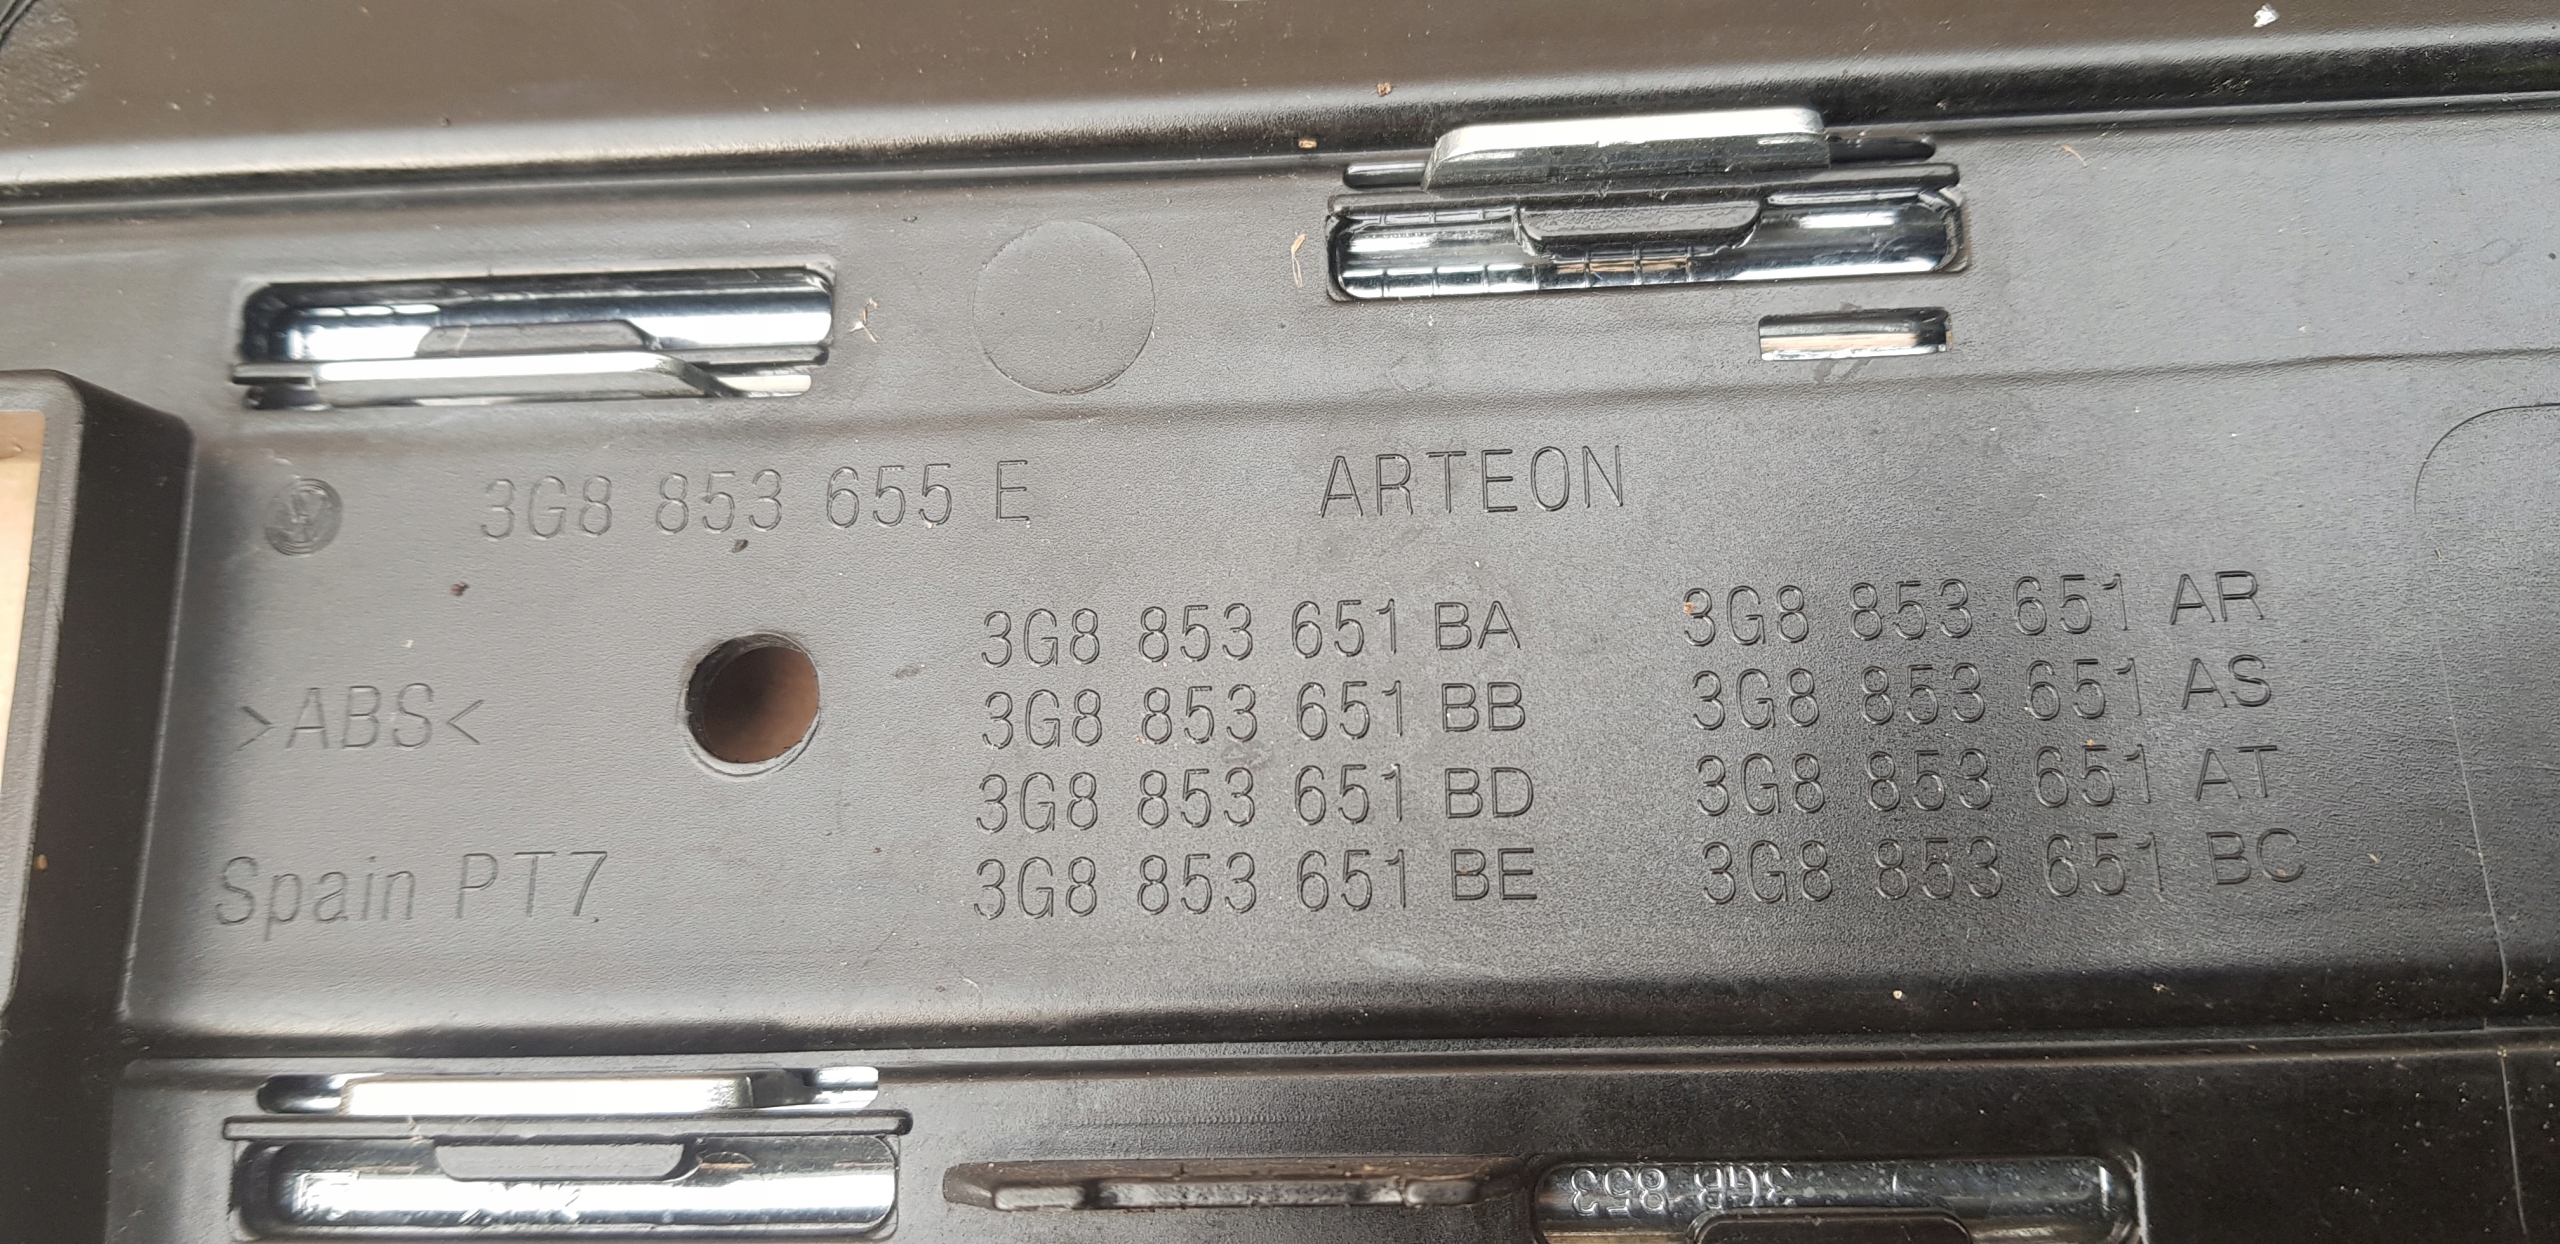 3G8 853 655 E ARTEON
3G8 853 651 BA 3G8 853 651 AR
3G8 853 651 BB 3G8 853 651 AS
>ABS<
3G8 853 651 BD 3G8 853 651 AT
3G8 853 651 BE 3G8 853 651 BC
Spain PT7
3G8 853